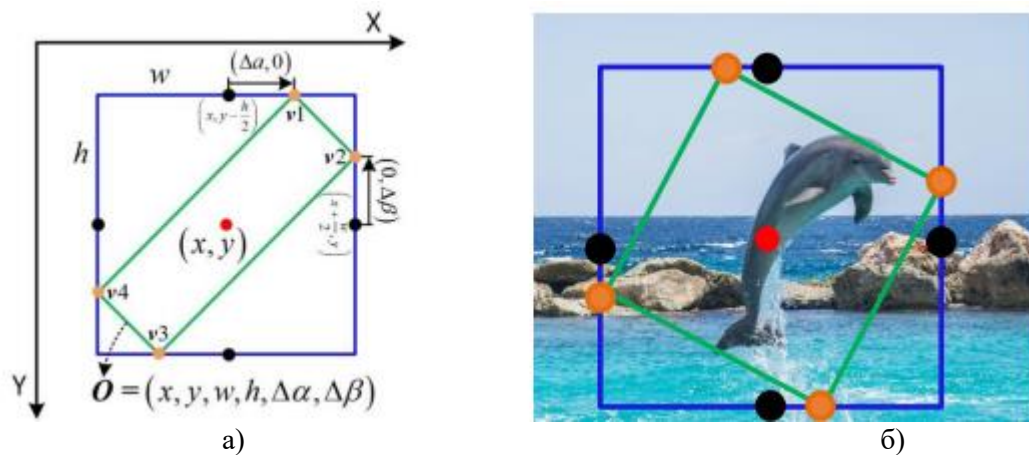 X
(Δa, 0)
w
(x, y − h/2)
v1
h
v2
(0, Δβ)
(x + w/2, y)
(x, y)
v4
v3
Y
O = (x, y, w, h, Δα, Δβ)
а)
б)